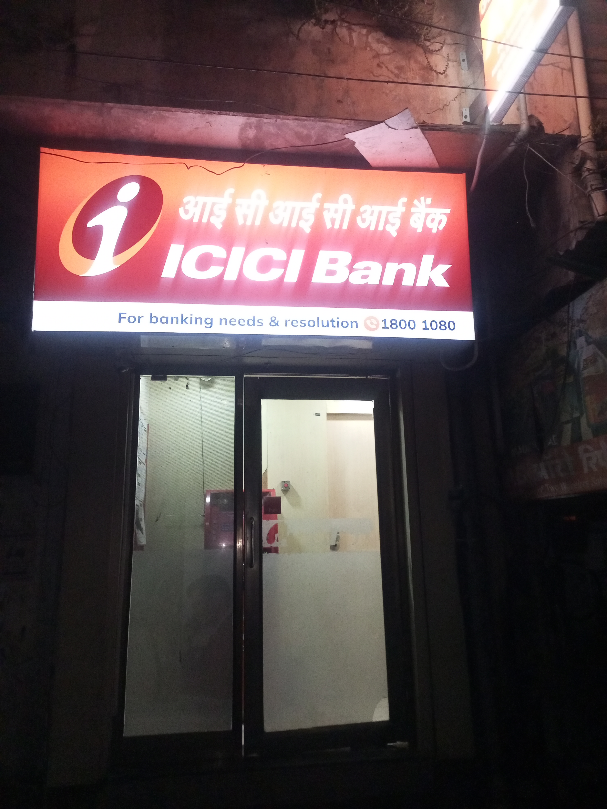 आई सी आई सी आई बैंक
ICICI Bank
For banking needs & resolution 1800 1080